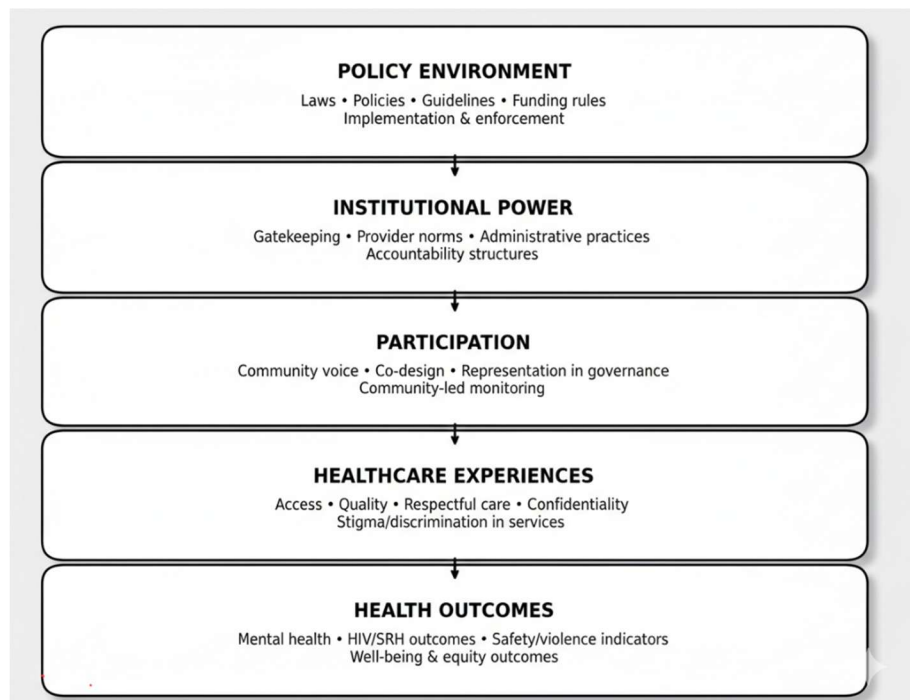 POLICY ENVIRONMENT
Laws • Policies • Guidelines • Funding rules
Implementation & enforcement
INSTITUTIONAL POWER
Gatekeeping • Provider norms • Administrative practices
Accountability structures
PARTICIPATION
Community voice • Co-design • Representation in governance
Community-led monitoring
HEALTHCARE EXPERIENCES
Access • Quality • Respectful care • Confidentiality
Stigma/discrimination in services
HEALTH OUTCOMES
Mental health • HIV/SRH outcomes • Safety/violence indicators
Well-being & equity outcomes